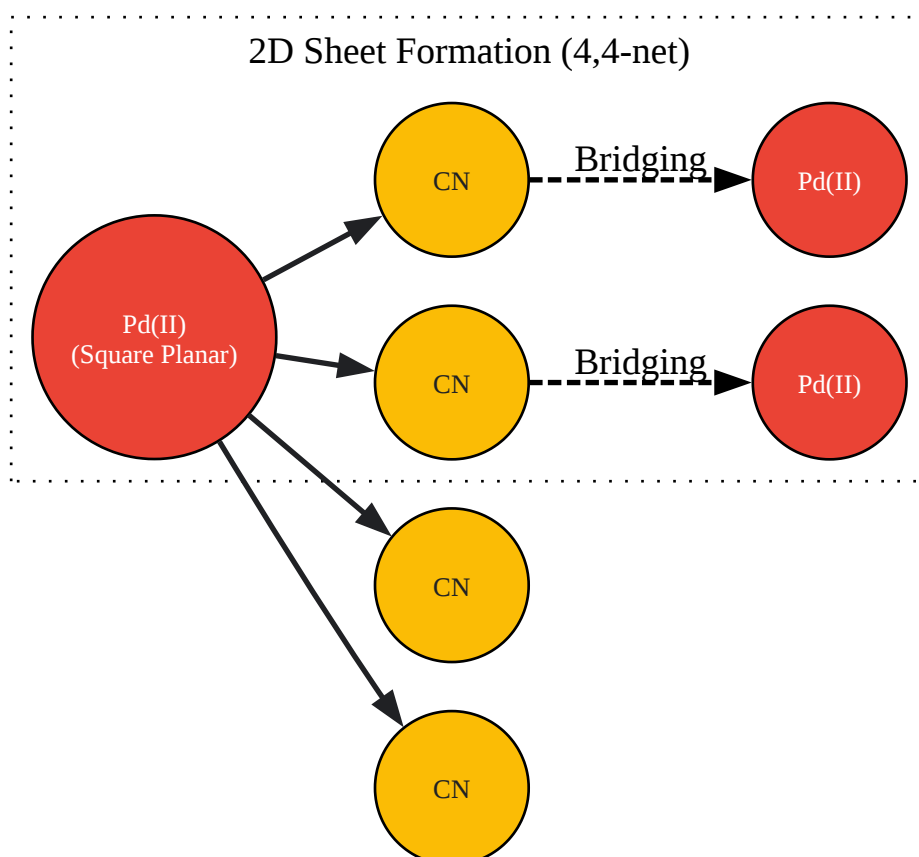 2D Sheet Formation (4,4-net)
CN
Bridging
Pd(II)
Pd(II)
(Square Planar)
CN
Bridging
Pd(II)
CN
CN